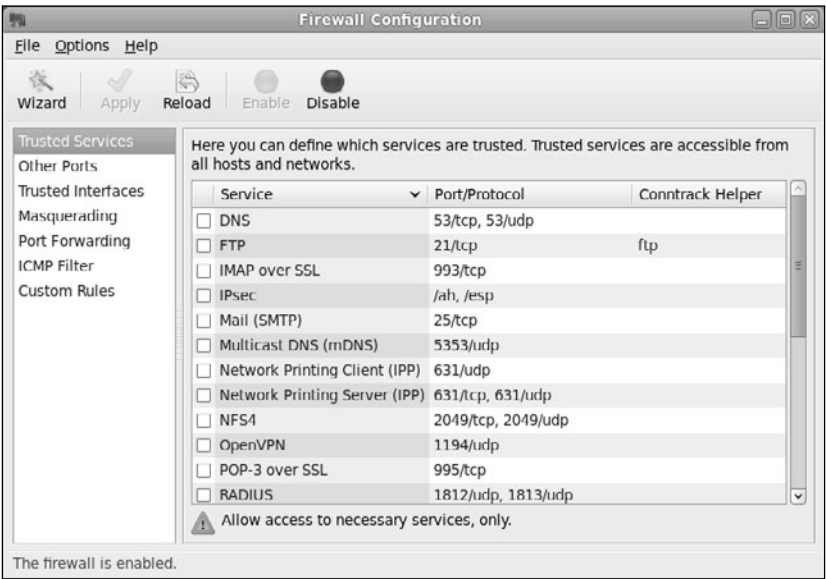 Firewall Configuration
File Options Help
Wizard Apply Reload Enable Disable
Trusted Services
Other Ports
Trusted Interfaces
Masquerading
Port Forwarding
ICMP Filter
Custom Rules
Here you can define which services are trusted. Trusted services are accessible from
all hosts and networks.
Service Port/Protocol Conntrack Helper
DNS 53/tcp, 53/udp
FTP 21/tcp ftp
IMAP over SSL 993/tcp
IPsec /ah, /esp
Mail (SMTP) 25/tcp
Multicast DNS (mDNS) 5353/udp
Network Printing Client (IPP) 631/udp
Network Printing Server (IPP) 631/tcp, 631/udp
NFS4 2049/tcp, 2049/udp
OpenVPN 1194/udp
POP-3 over SSL 995/tcp
RADIUS 1812/udp, 1813/udp
Allow access to necessary services, only.
The firewall is enabled.